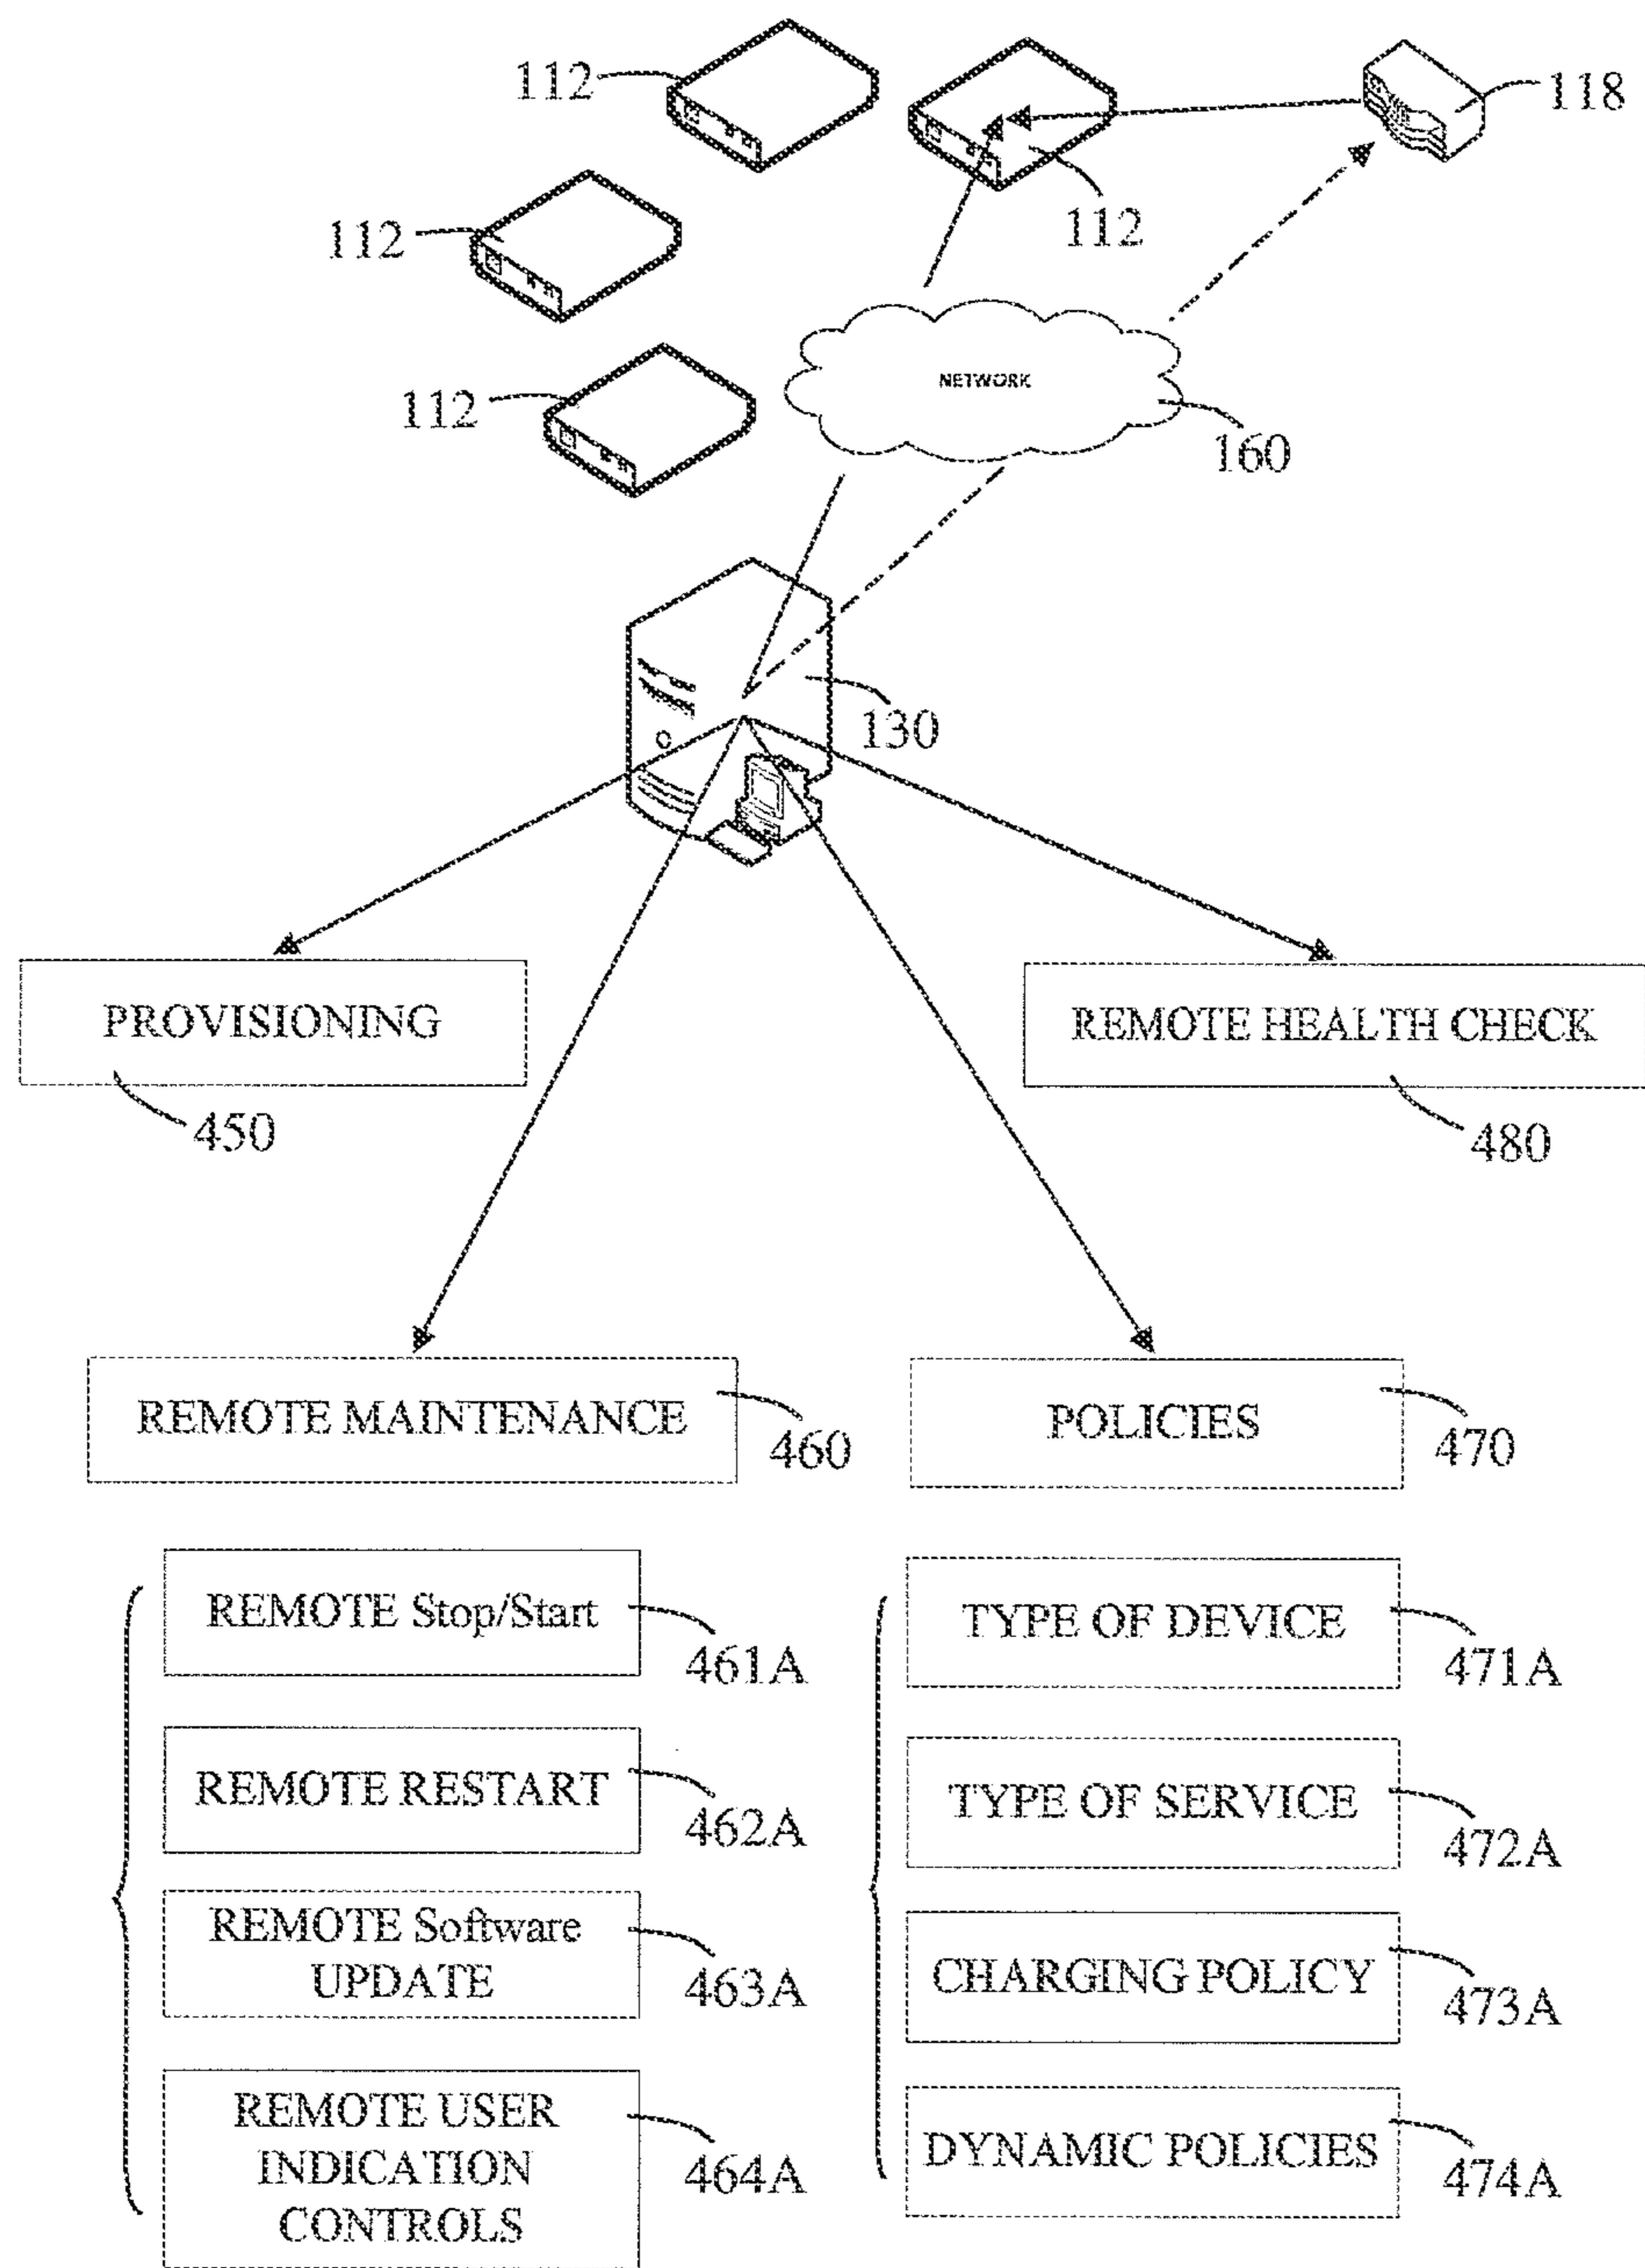 112
118
112
112
112
NETWORK
160
130
PROVISIONING
REMOTE HEALTH CHECK
450
480
REMOTE MAINTENANCE
460
POLICIES
470
REMOTE Stop/Start
461A
TYPE OF DEVICE
471A
REMOTE RESTART
462A
TYPE OF SERVICE
472A
REMOTE Software
UPDATE
463A
CHARGING POLICY
473A
REMOTE USER
INDICATION
CONTROLS
464A
DYNAMIC POLICIES
474A